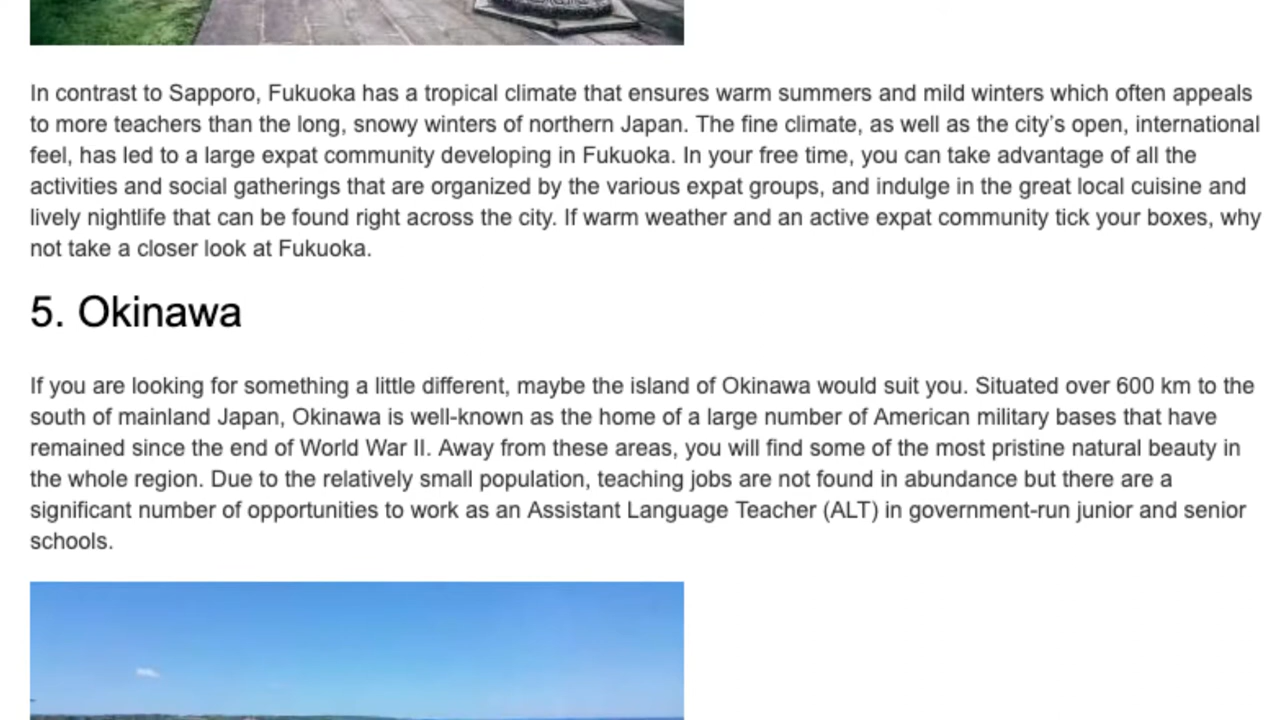 In contrast to Sapporo, Fukuoka has a tropical climate that ensures warm summers and mild winters which often appeals
to more teachers than the long, snowy winters of northern Japan. The fine climate, as well as the city’s open, international
feel, has led to a large expat community developing in Fukuoka. In your free time, you can take advantage of all the
activities and social gatherings that are organized by the various expat groups, and indulge in the great local cuisine and
lively nightlife that can be found right across the city. If warm weather and an active expat community tick your boxes, why
not take a closer look at Fukuoka.
5. Okinawa
If you are looking for something a little different, maybe the island of Okinawa would suit you. Situated over 600 km to the
south of mainland Japan, Okinawa is well-known as the home of a large number of American military bases that have
remained since the end of World War II. Away from these areas, you will find some of the most pristine natural beauty in
the whole region. Due to the relatively small population, teaching jobs are not found in abundance but there are a
significant number of opportunities to work as an Assistant Language Teacher (ALT) in government-run junior and senior
schools.